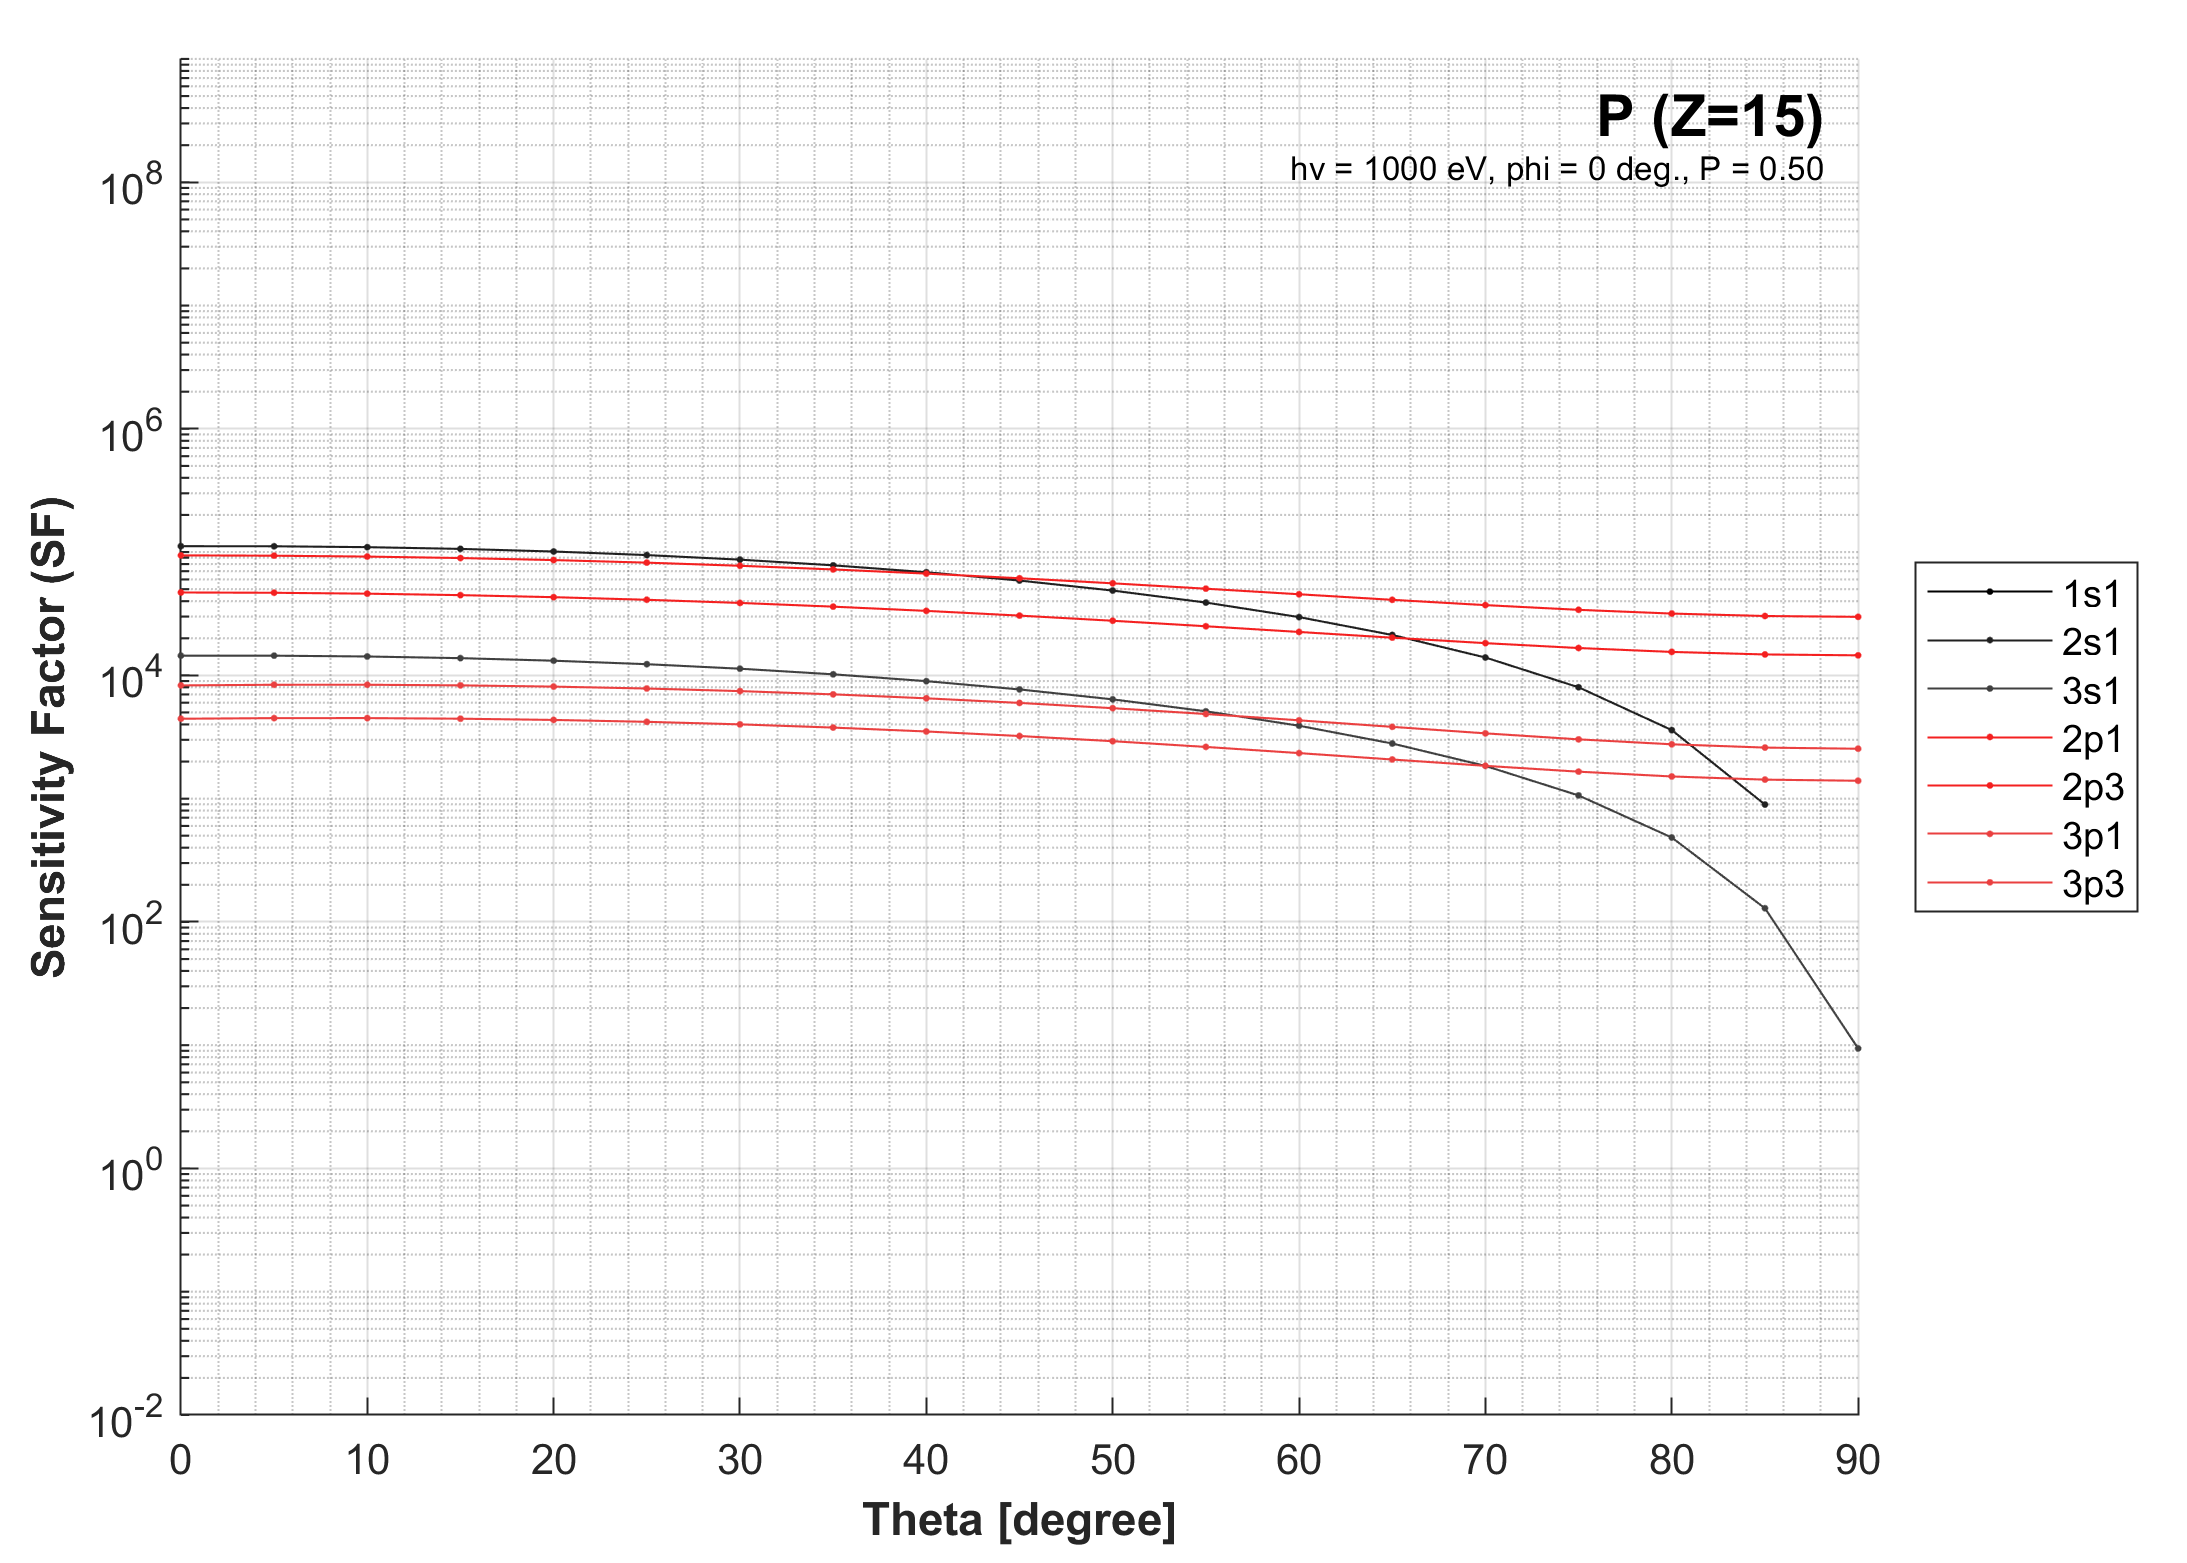 P (Z=15)
hv = 1000 eV, phi = 0 deg., P = 0.50
Sensitivity Factor (SF)
10^8
10^6
10^4
10^2
10^0
10^-2
0 10 20 30 40 50 60 70 80 90
Theta [degree]
1s1
2s1
3s1
2p1
2p3
3p1
3p3